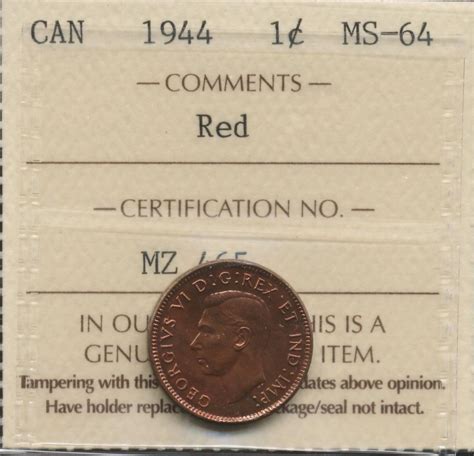 CAN 1944 1¢ MS-64
— COMMENTS —
Red
— CERTIFICATION NO. —
MZ
IN OU IS IS A
GENU ITEM.
Tampering with this dates above opinion.
Have holder replac kage/seal not intact.
GEORGIVS VI D:G:REX ET IND:IMP: